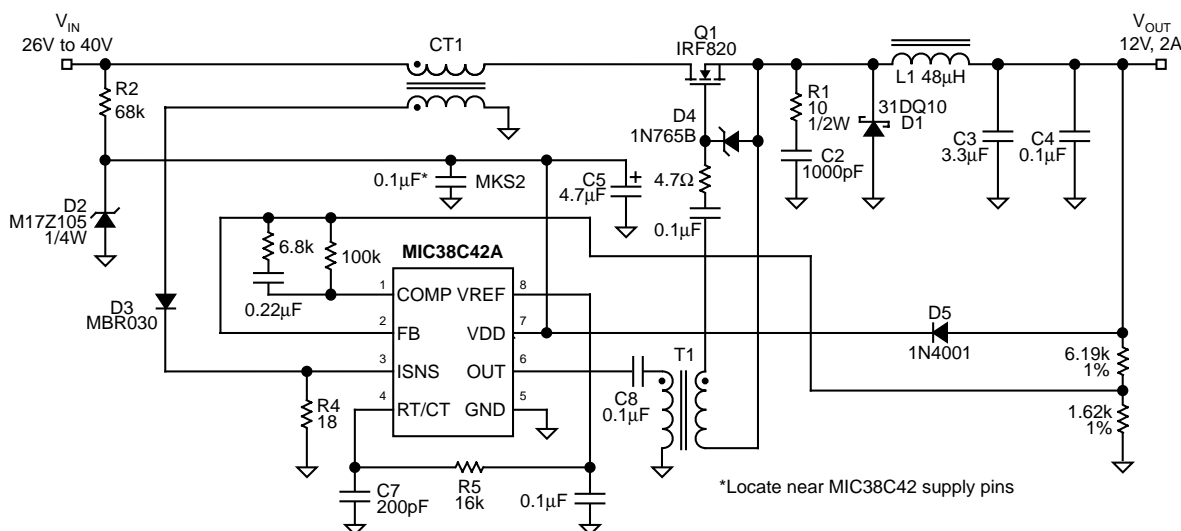 VIN
26V to 40V
CT1
Q1
IRF820
VOUT
12V, 2A
R2
68k
L1 48µH
D4
1N765B
R1
10
1/2W
31DQ10
D1
C2
1000pF
C3
3.3µF
C4
0.1µF
0.1µF*
MKS2
C5
4.7µF
+
4.7Ω
0.1µF
D2
M17Z105
1/4W
6.8k
100k
0.22µF
MIC38C42A
1
COMP
VREF
8
2
FB
VDD
7
3
ISNS
OUT
6
4
RT/CT
GND
5
D3
MBR030
R4
18
D5
1N4001
6.19k
1%
1.62k
1%
T1
C8
0.1µF
C7
200pF
R5
16k
0.1µF
*Locate near MIC38C42 supply pins